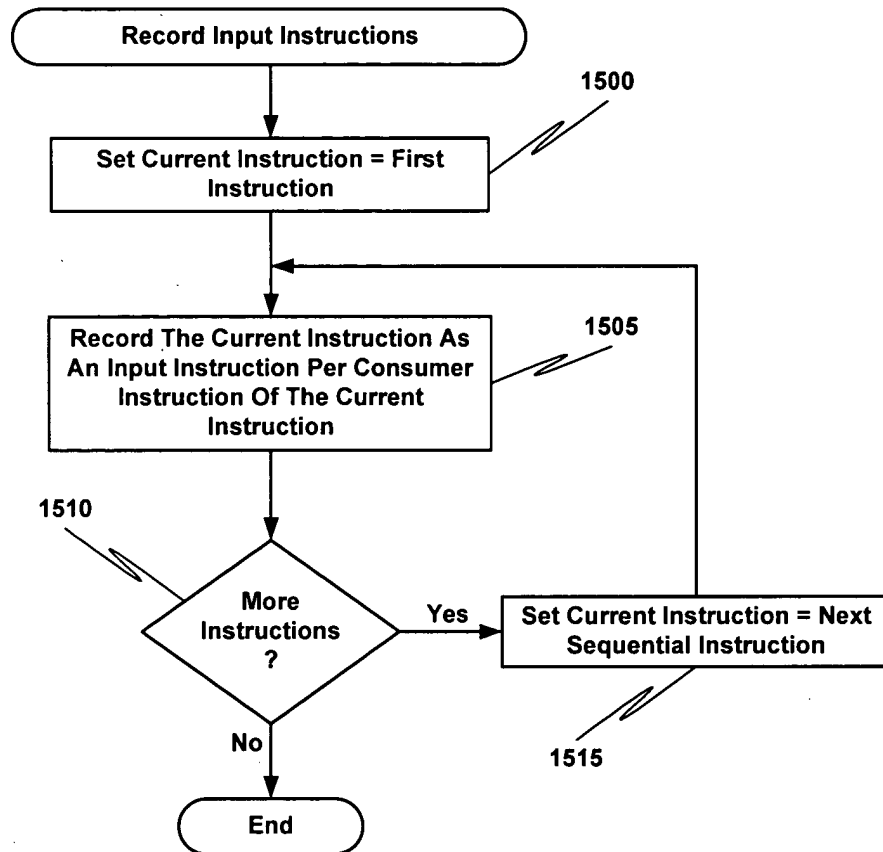 Record Input Instructions
1500
Set Current Instruction = First
Instruction
Record The Current Instruction As
An Input Instruction Per Consumer
Instruction Of The Current
Instruction
1505
1510
More
Instructions
?
Yes
Set Current Instruction = Next
Sequential Instruction
No
1515
End